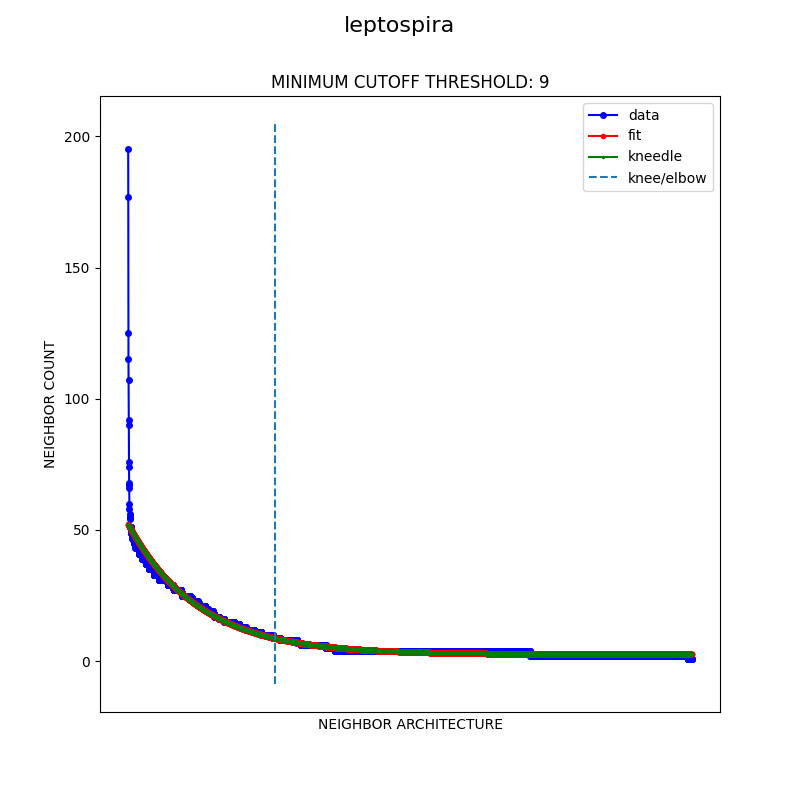 leptospira
MINIMUM CUTOFF THRESHOLD: 9
data
fit
kneedle
knee/elbow
200
150
100
50
0
NEIGHBOR COUNT
NEIGHBOR ARCHITECTURE